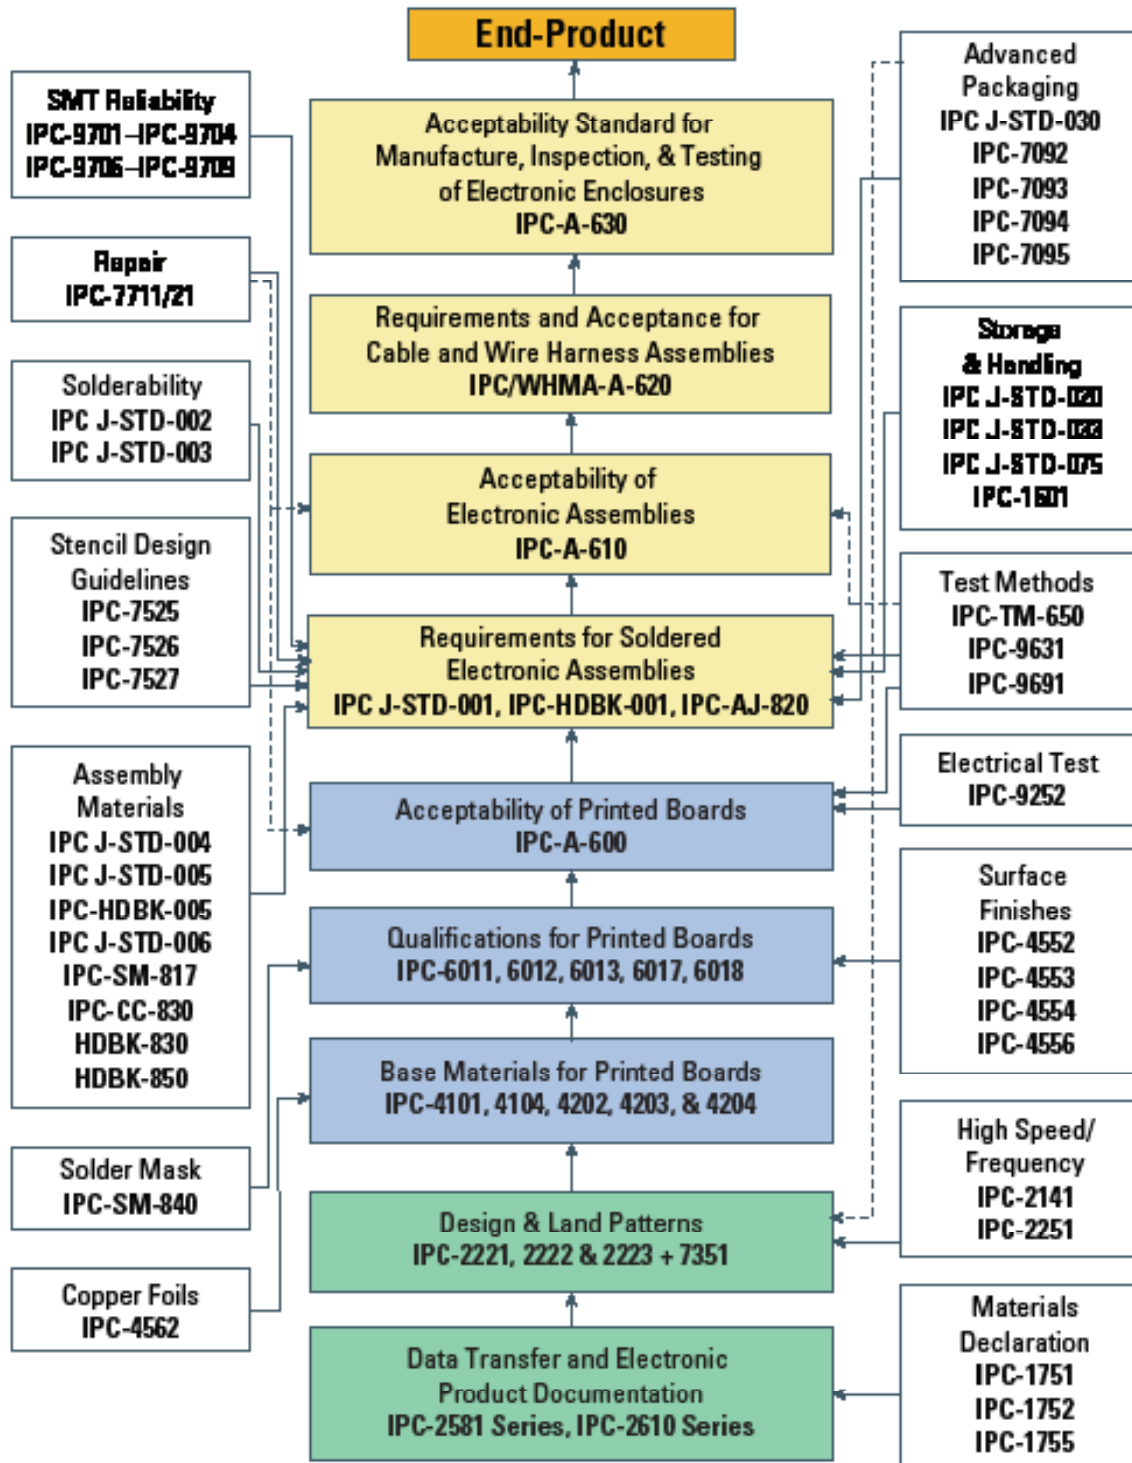 End-Product
Acceptability Standard for
Manufacture, Inspection, & Testing
of Electronic Enclosures
IPC-A-630
Requirements and Acceptance for
Cable and Wire Harness Assemblies
IPC/WHMA-A-620
Acceptability of
Electronic Assemblies
IPC-A-610
Requirements for Soldered
Electronic Assemblies
IPC J-STD-001, IPC-HDBK-001, IPC-AJ-820
Acceptability of Printed Boards
IPC-A-600
Qualifications for Printed Boards
IPC-6011, 6012, 6013, 6017, 6018
Base Materials for Printed Boards
IPC-4101, 4104, 4202, 4203, & 4204
Design & Land Patterns
IPC-2221, 2222 & 2223 + 7351
Data Transfer and Electronic
Product Documentation
IPC-2581 Series, IPC-2610 Series
SMT Reliability
IPC-9701–IPC-9704
IPC-9706–IPC-9709
Repair
IPC-7711/21
Solderability
IPC J-STD-002
IPC J-STD-003
Stencil Design
Guidelines
IPC-7525
IPC-7526
IPC-7527
Assembly
Materials
IPC J-STD-004
IPC J-STD-005
IPC-HDBK-005
IPC J-STD-006
IPC-SM-817
IPC-CC-830
HDBK-830
HDBK-850
Solder Mask
IPC-SM-840
Copper Foils
IPC-4562
Advanced
Packaging
IPC J-STD-030
IPC-7092
IPC-7093
IPC-7094
IPC-7095
Storage
& Handling
IPC J-STD-020
IPC J-STD-033
IPC J-STD-075
IPC-1601
Test Methods
IPC-TM-650
IPC-9631
IPC-9691
Electrical Test
IPC-9252
Surface
Finishes
IPC-4552
IPC-4553
IPC-4554
IPC-4556
High Speed/
Frequency
IPC-2141
IPC-2251
Materials
Declaration
IPC-1751
IPC-1752
IPC-1755